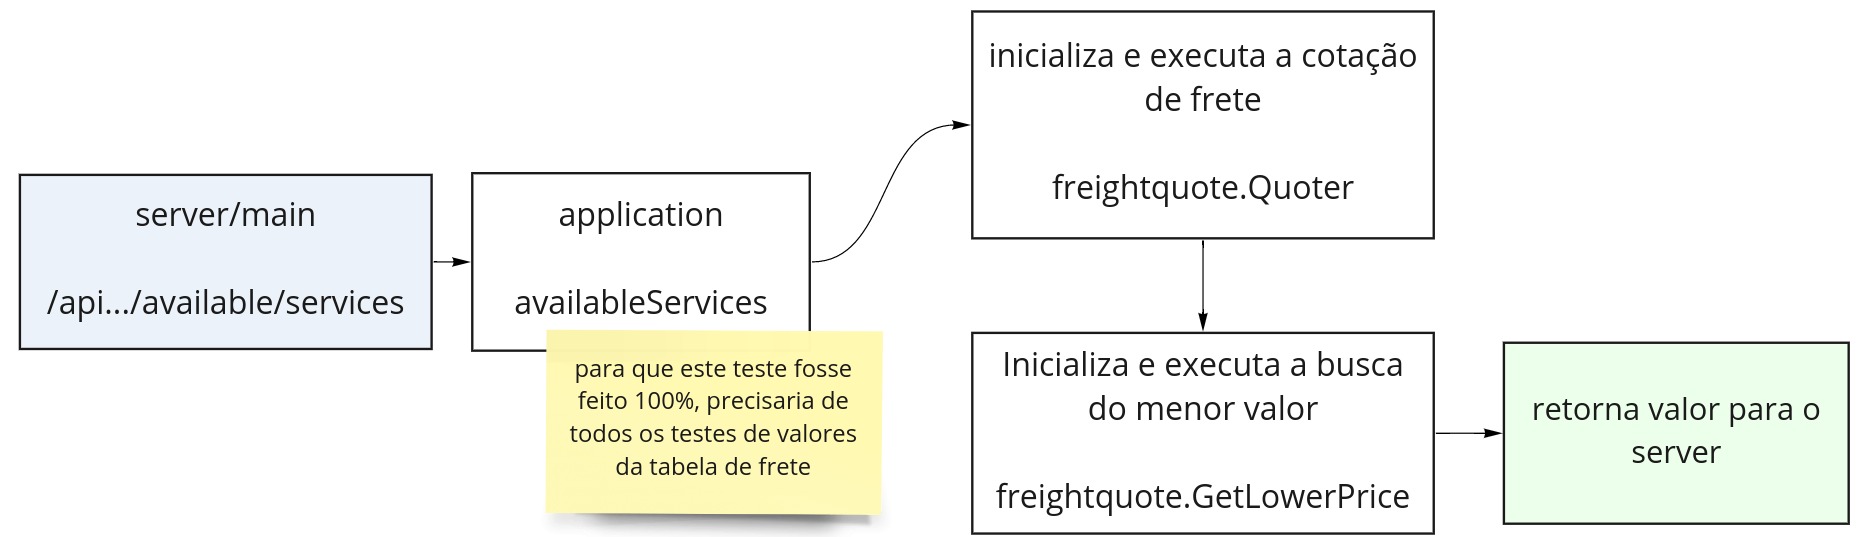 server/main
/api.../available/services
application
availableServices
para que este teste fosse
feito 100%, precisaria de
todos os testes de valores
da tabela de frete
inicializa e executa a cotação
de frete
freightquote.Quoter
Inicializa e executa a busca
do menor valor
freightquote.GetLowerPrice
retorna valor para o
server